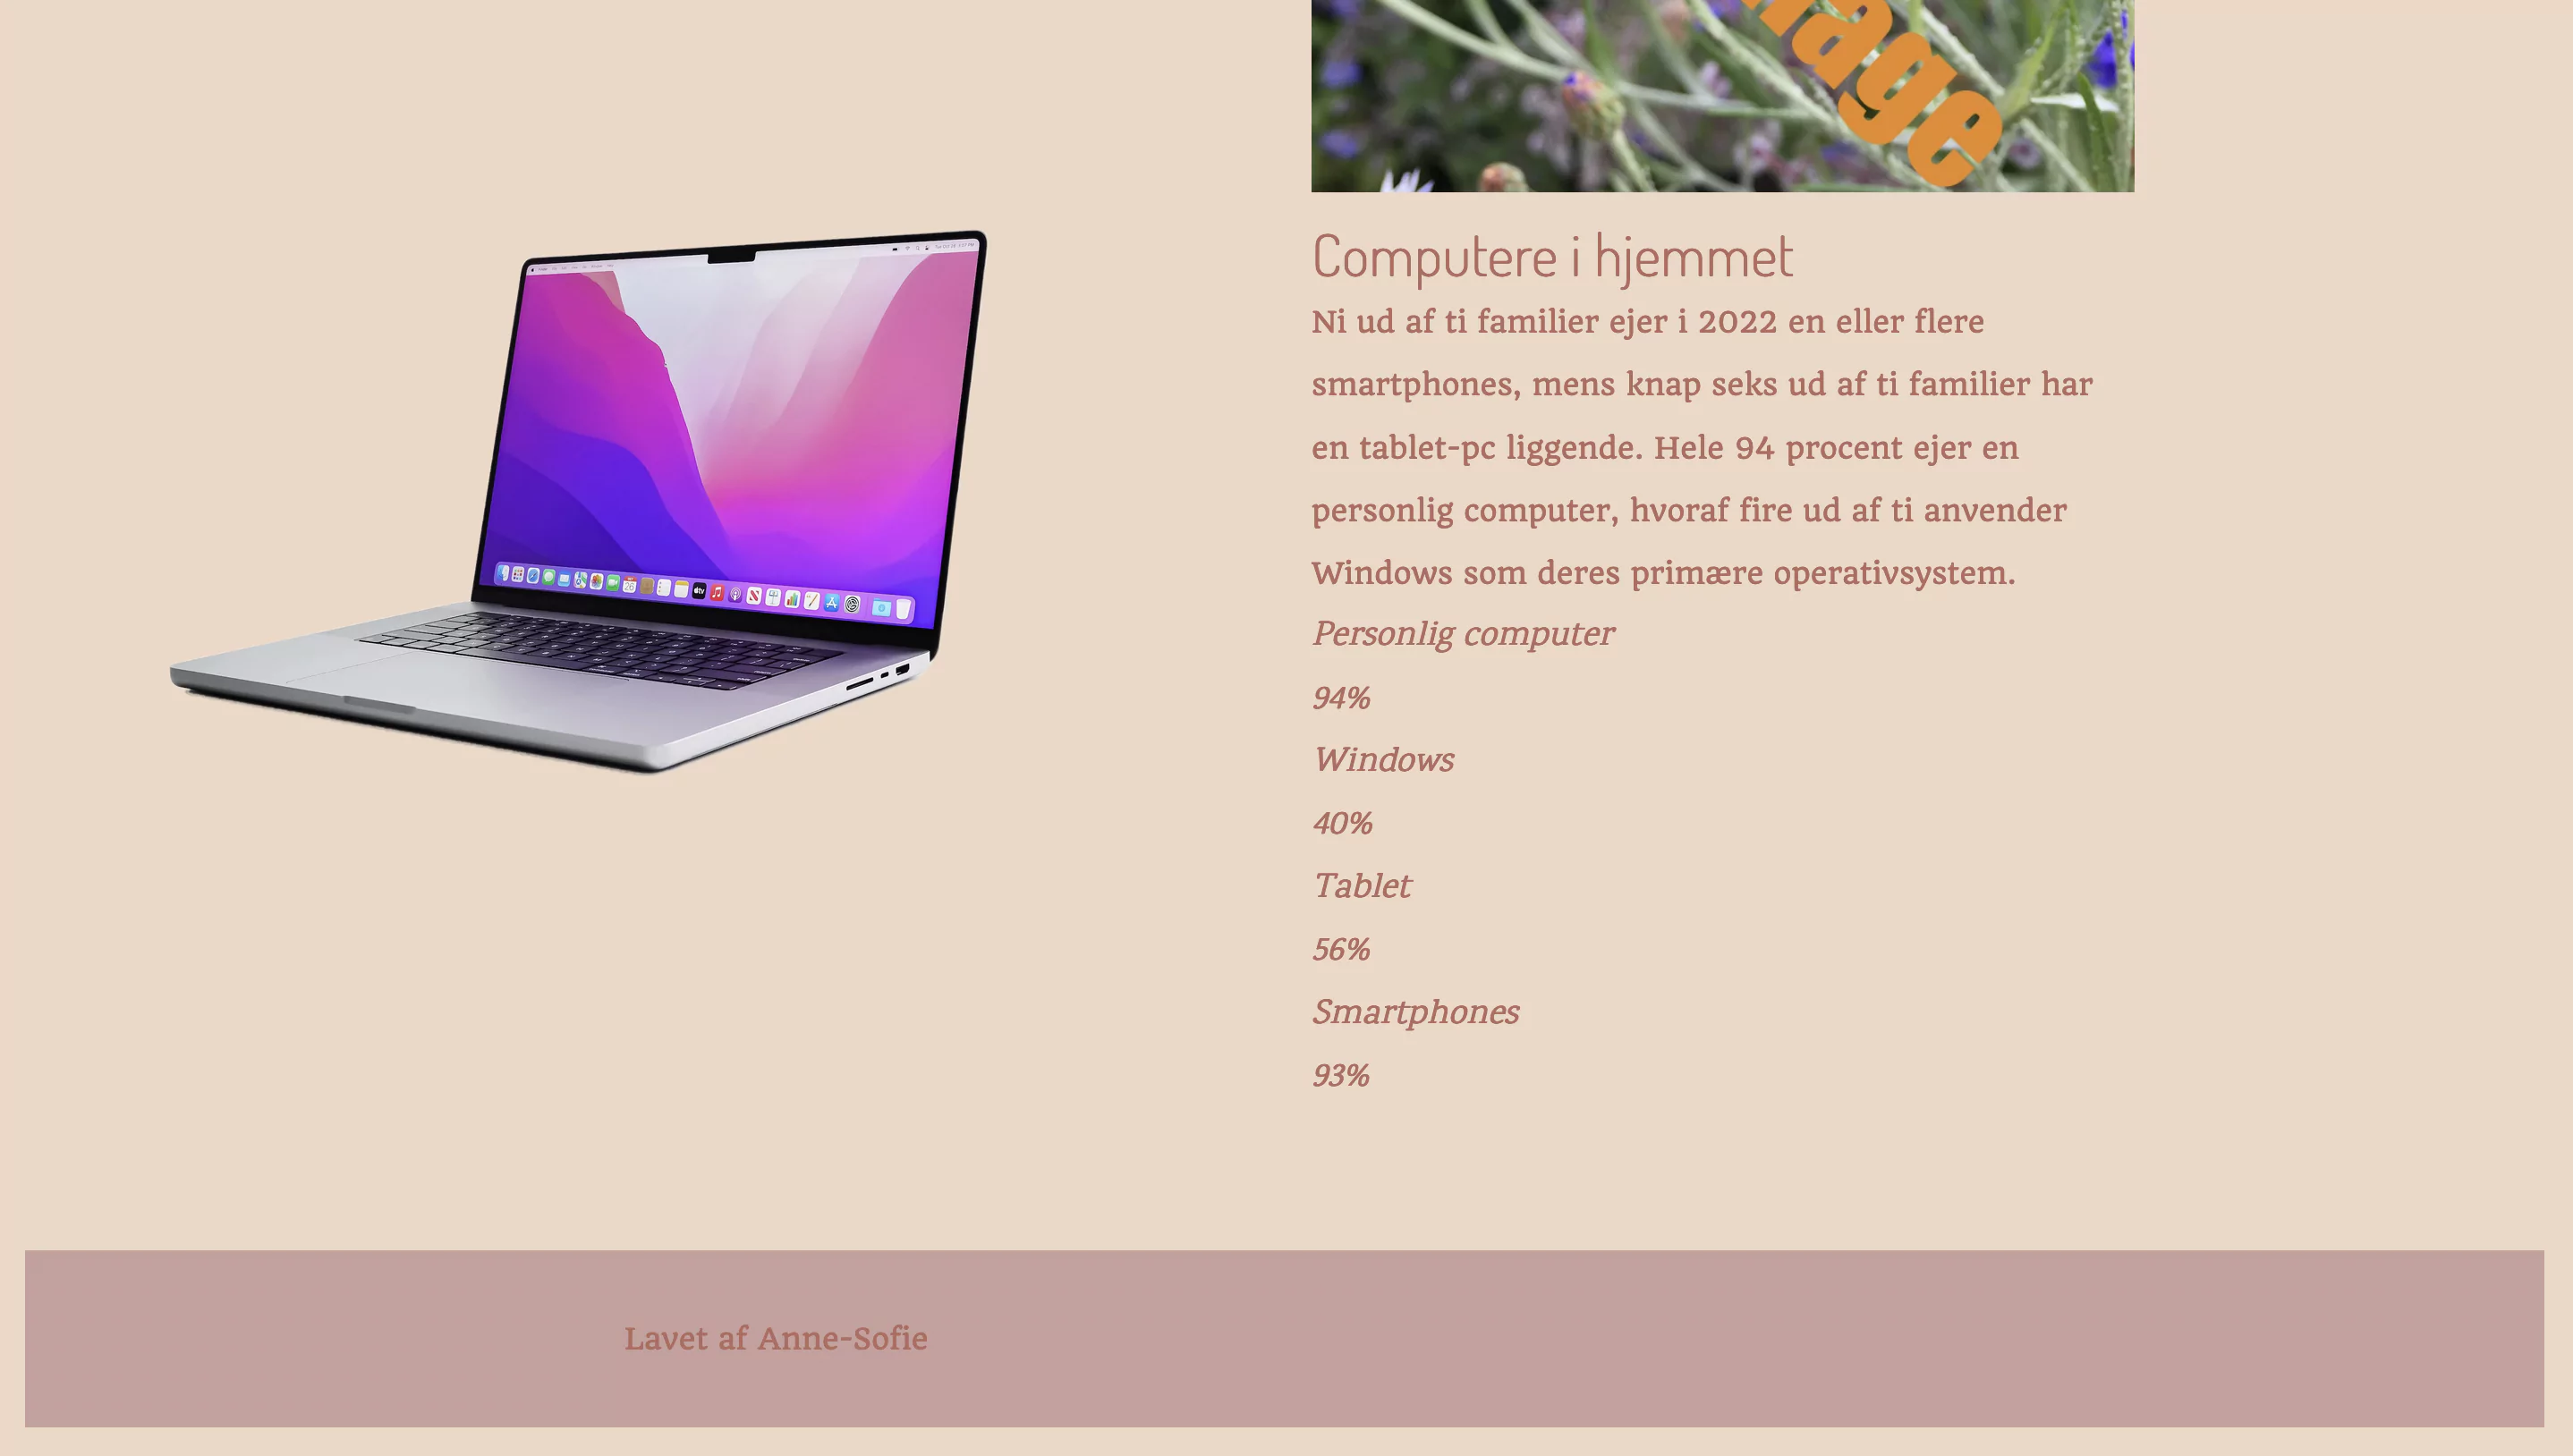 age
Computere i hjemmet
Ni ud af ti familier ejer i 2022 en eller flere
smartphones, mens knap seks ud af ti familier har
en tablet-pc liggende. Hele 94 procent ejer en
personlig computer, hvoraf fire ud af ti anvender
Windows som deres primære operativsystem.
Personlig computer
94%
Windows
40%
Tablet
56%
Smartphones
93%
Lavet af Anne-Sofie